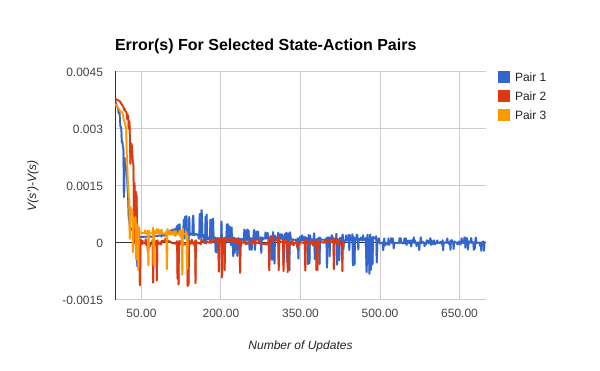 Error(s) For Selected State-Action Pairs
0.0045
0.003
0.0015
0
-0.0015
V(s')-V(s)
50.00
200.00
350.00
500.00
650.00
Number of Updates
Pair 1
Pair 2
Pair 3